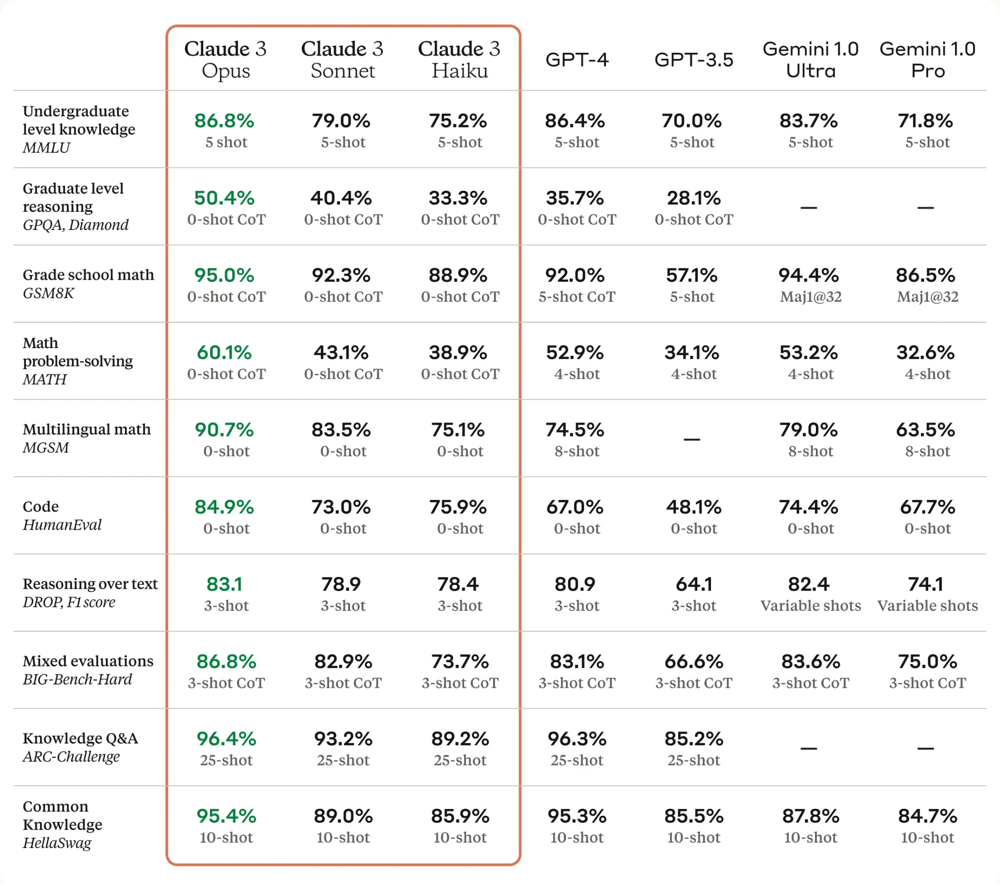 Claude 3 Opus
Claude 3 Sonnet
Claude 3 Haiku
GPT-4
GPT-3.5
Gemini 1.0 Ultra
Gemini 1.0 Pro
Undergraduate
level knowledge
MMLU
86.8% 79.0% 75.2% 86.4% 70.0% 83.7% 71.8%
5 shot 5-shot 5-shot 5-shot 5-shot 5-shot 5-shot
Graduate level
reasoning
GPQA, Diamond
50.4% 40.4% 33.3% 35.7% 28.1% — —
0-shot CoT 0-shot CoT 0-shot CoT 0-shot CoT 0-shot CoT
Grade school math
GSM8K
95.0% 92.3% 88.9% 92.0% 57.1% 94.4% 86.5%
0-shot CoT 0-shot CoT 0-shot CoT 5-shot CoT 5-shot Maj1@32 Maj1@32
Math
problem-solving
MATH
60.1% 43.1% 38.9% 52.9% 34.1% 53.2% 32.6%
0-shot CoT 0-shot CoT 0-shot CoT 4-shot 4-shot 4-shot 4-shot
Multilingual math
MGSM
90.7% 83.5% 75.1% 74.5% — 79.0% 63.5%
0-shot 0-shot 0-shot 8-shot 8-shot 8-shot
Code
HumanEval
84.9% 73.0% 75.9% 67.0% 48.1% 74.4% 67.7%
0-shot 0-shot 0-shot 0-shot 0-shot 0-shot 0-shot
Reasoning over text
DROP, F1 score
83.1 78.9 78.4 80.9 64.1 82.4 74.1
3-shot 3-shot 3-shot 3-shot 3-shot Variable shots Variable shots
Mixed evaluations
BIG-Bench-Hard
86.8% 82.9% 73.7% 83.1% 66.6% 83.6% 75.0%
3-shot CoT 3-shot CoT 3-shot CoT 3-shot CoT 3-shot CoT 3-shot CoT 3-shot CoT
Knowledge Q&A
ARC-Challenge
96.4% 93.2% 89.2% 96.3% 85.2% — —
25-shot 25-shot 25-shot 25-shot 25-shot
Common
Knowledge
HellaSwag
95.4% 89.0% 85.9% 95.3% 85.5% 87.8% 84.7%
10-shot 10-shot 10-shot 10-shot 10-shot 10-shot 10-shot